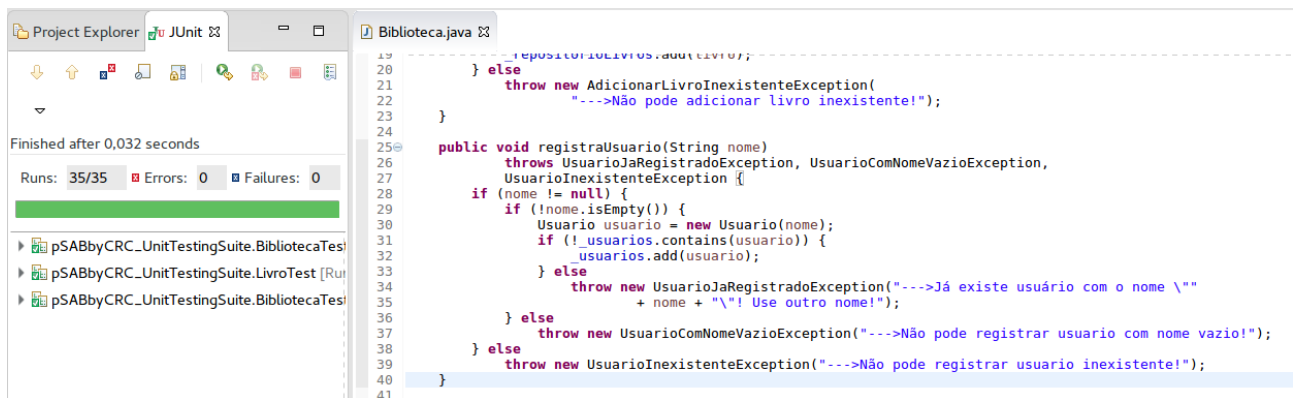 Project Explorer
JUnit
Finished after 0,032 seconds
Runs: 35/35 Errors: 0 Failures: 0
pSABbyCRC_UnitTestingSuite.BibliotecaTest
pSABbyCRC_UnitTestingSuite.LivroTest [Ru
pSABbyCRC_UnitTestingSuite.BibliotecaTest
Biblioteca.java
19 _repositorioLivros.add(livro);
20 } else
21 throw new AdicionarLivroInexistenteException(
22 "--->Não pode adicionar livro inexistente!");
23 }
24
25 public void registraUsuario(String nome)
26 throws UsuarioJaRegistradoException, UsuarioComNomeVazioException,
27 UsuarioInexistenteException {
28 if (nome != null) {
29 if (!nome.isEmpty()) {
30 Usuario usuario = new Usuario(nome);
31 if (!_usuarios.contains(usuario)) {
32 _usuarios.add(usuario);
33 } else
34 throw new UsuarioJaRegistradoException("--->Já existe usuário com o nome \""
35 + nome + "\"! Use outro nome!");
36 } else
37 throw new UsuarioComNomeVazioException("--->Não pode registrar usuario com nome vazio!");
38 } else
39 throw new UsuarioInexistenteException("--->Não pode registrar usuario inexistente!");
40 }
41